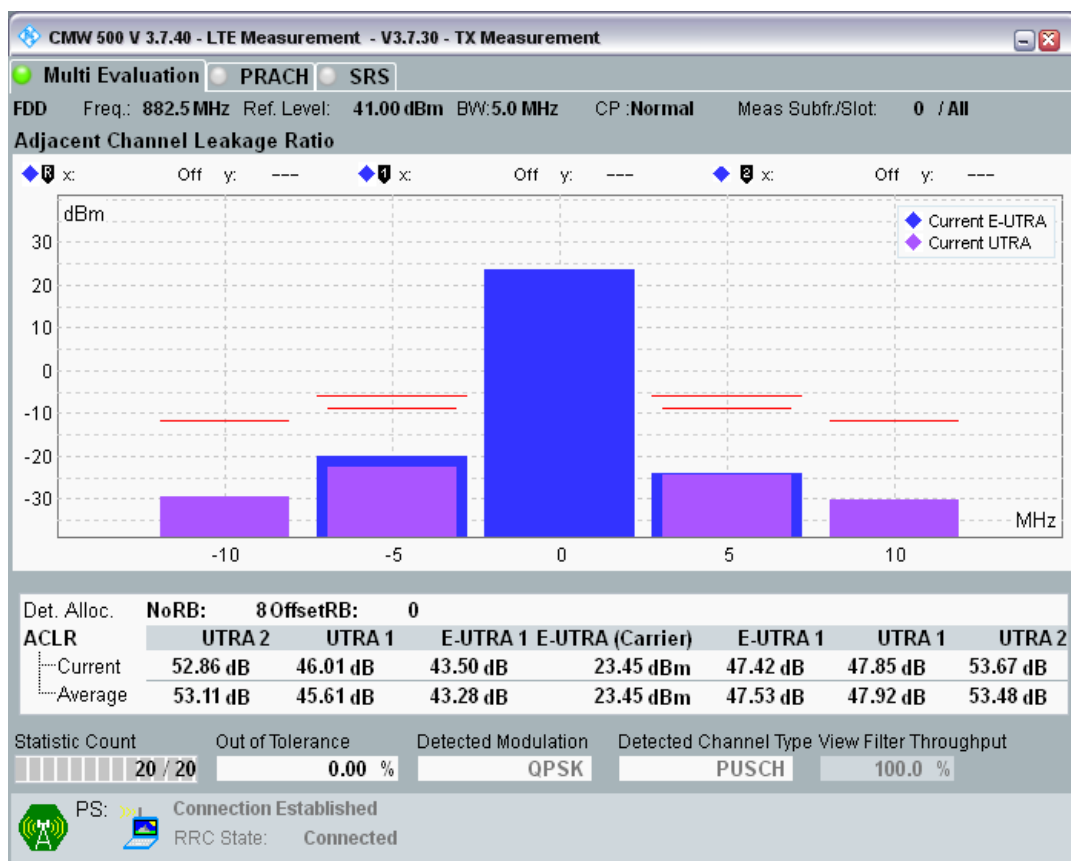 CMW 500 V 3.7.40 - LTE Measurement - V3.7.30 - TX Measurement
Multi Evaluation PRACH SRS
FDD Freq.: 882.5 MHz Ref. Level: 41.00 dBm BW:5.0 MHz CP :Normal Meas Subfr./Slot: 0 / All
Adjacent Channel Leakage Ratio
R x: Off y: --- 1 x: Off y: --- 2 x: Off y: ---
dBm
Current E-UTRA
Current UTRA
30
20
10
0
-10
-20
-30
MHz
-10 -5 0 5 10
Det. Alloc. NoRB: 8 OffsetRB: 0
ACLR UTRA 2 UTRA 1 E-UTRA 1 E-UTRA (Carrier) E-UTRA 1 UTRA 1 UTRA 2
Current 52.86 dB 46.01 dB 43.50 dB 23.45 dBm 47.42 dB 47.85 dB 53.67 dB
Average 53.11 dB 45.61 dB 43.28 dB 23.45 dBm 47.53 dB 47.92 dB 53.48 dB
Statistic Count Out of Tolerance Detected Modulation Detected Channel Type View Filter Throughput
20 / 20 0.00 % QPSK PUSCH 100.0 %
PS: Connection Established
RRC State: Connected